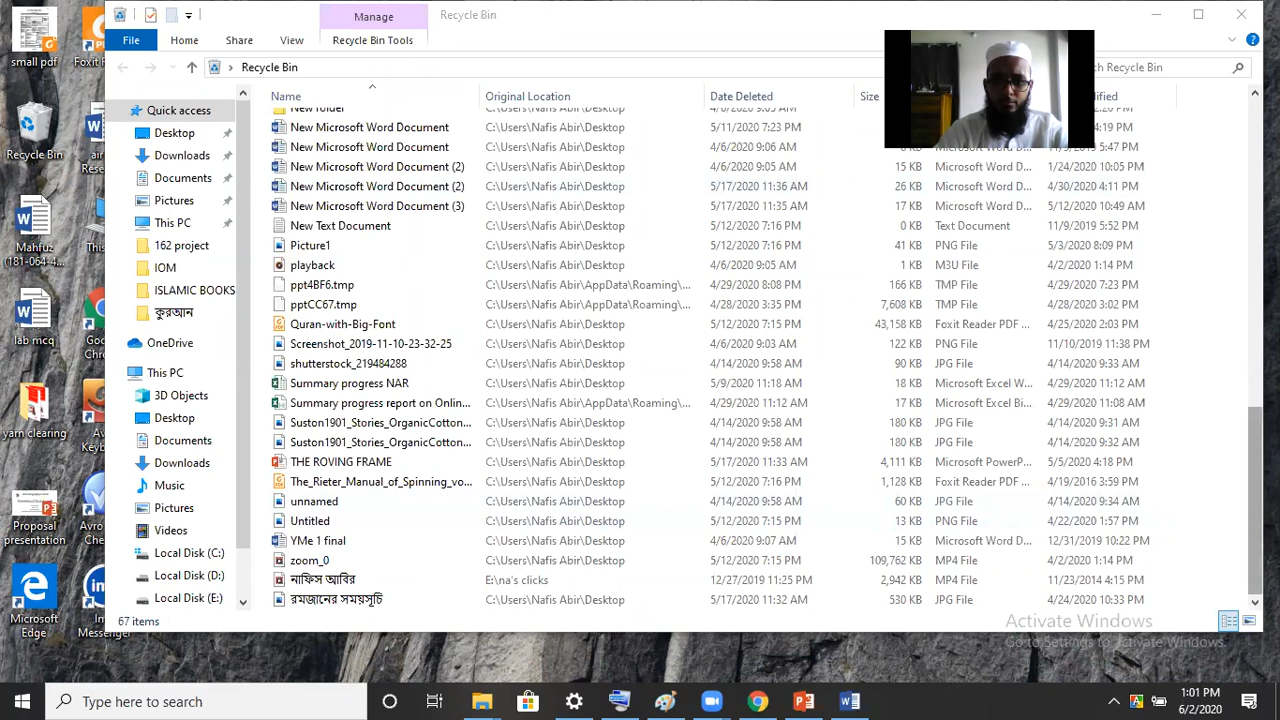 Manage
Recycle Bin
File
Home
Share
View
Recycle Bin Tools
Recycle Bin
Recycle Bin
Name
Original Location
Date Deleted
Size
Quick access
Desktop
Downloads
Documents
Pictures
This PC
162 project
IOM
ISLAMIC BOOKS
কুরআন
OneDrive
This PC
3D Objects
Desktop
Documents
Downloads
Music
Pictures
Videos
Local Disk (C:)
Local Disk (D:)
Local Disk (E:)
New folder C:\Users\Nafis Abir\Desktop 4/6/2020 9:05 AM
New Microsoft Word Document C:\Users\Nafis Abir\Desktop 5/11/2020 7:23 PM 4:19 PM
New Microsoft Word Document C:\Users\Nafis Abir\Desktop 4/6/2020 9:06 AM 0 KB Microsoft Word D... 11/5/2019 5:47 PM
New Microsoft Word Document (2) C:\Users\Nafis Abir\Desktop 4/6/2020 9:05 AM 15 KB Microsoft Word D... 1/24/2020 10:05 PM
New Microsoft Word Document (2) C:\Users\Nafis Abir\Desktop 5/17/2020 11:36 AM 26 KB Microsoft Word D... 4/30/2020 4:11 PM
New Microsoft Word Document (3) C:\Users\Nafis Abir\Desktop 5/17/2020 11:35 AM 17 KB Microsoft Word D... 5/12/2020 10:49 AM
New Text Document C:\Users\Nafis Abir\Desktop 5/12/2020 7:16 PM 0 KB Text Document 11/9/2019 5:52 PM
Picture1 C:\Users\Nafis Abir\Desktop 5/12/2020 7:16 PM 41 KB PNG File 5/3/2020 8:09 PM
playback C:\Users\Nafis Abir\Desktop 4/6/2020 9:05 AM 1 KB M3U File 4/2/2020 1:14 PM
ppt4BF6.tmp C:\Users\Nafis Abir\AppData\Roaming\... 4/29/2020 8:08 PM 166 KB TMP File 4/29/2020 7:23 PM
pptCC67.tmp C:\Users\Nafis Abir\AppData\Roaming\... 4/28/2020 3:35 PM 7,608 KB TMP File 4/28/2020 3:02 PM
Quran-with-Big-Font C:\Users\Nafis Abir\Desktop 5/12/2020 7:15 PM 43,158 KB Foxit Reader PDF ... 4/25/2020 2:03 PM
Screenshot_2019-11-10-23-32-25 C:\Users\Nafis Abir\Desktop 4/6/2020 9:03 AM 122 KB PNG File 11/10/2019 11:38 PM
shutterstock_219484288 C:\Users\Nafis Abir\Desktop 4/14/2020 9:58 AM 90 KB JPG File 4/14/2020 9:33 AM
Summary progress NAR C:\Users\Nafis Abir\Desktop 5/9/2020 11:18 AM 18 KB Microsoft Excel W... 4/29/2020 11:12 AM
Summary progress report on Onlin... C:\Users\Nafis Abir\AppData\Roaming\... 4/29/2020 11:12 AM 17 KB Microsoft Excel Bi... 4/29/2020 11:08 AM
Suston1901_Stories_OrganicCotton... C:\Users\Nafis Abir\Desktop 4/14/2020 9:58 AM 180 KB JPG File 4/14/2020 9:31 AM
Suston1901_Stories_OrganicCotton... C:\Users\Nafis Abir\Desktop 4/14/2020 9:58 AM 180 KB JPG File 4/14/2020 9:32 AM
THE ROVING FRAME C:\Users\Nafis Abir\Desktop 5/17/2020 11:33 AM 4,111 KB Microsoft PowerP... 5/5/2020 4:18 PM
The_Rieter_Manual_of_Spinning_vo... C:\Users\Nafis Abir\Desktop 5/12/2020 7:16 PM 1,128 KB Foxit Reader PDF ... 4/19/2016 3:59 PM
unnamed C:\Users\Nafis Abir\Desktop 4/14/2020 9:58 AM 60 KB JPG File 4/14/2020 9:34 AM
Untitled C:\Users\Nafis Abir\Desktop 5/12/2020 7:15 PM 13 KB PNG File 4/22/2020 1:57 PM
YMe 1 final C:\Users\Nafis Abir\Desktop 4/6/2020 9:07 AM 15 KB Microsoft Word D... 12/31/2019 10:22 PM
zoom_0 C:\Users\Nafis Abir\Desktop 5/12/2020 7:15 PM 109,762 KB MP4 File 4/2/2020 1:14 PM
নাফিস আবির E:\na's clicks 12/27/2019 11:25 PM 2,942 KB MP4 File 11/23/2014 4:15 PM
রমজানের সময়সূচি C:\Users\Nafis Abir\Desktop 5/17/2020 11:32 AM 530 KB JPG File 4/24/2020 10:33 PM
67 items
Activate Windows
Go to Settings to activate Windows.
small pdf
Foxit P
Recycle Bin
Mahfuz
(181-064-4...
lab mcq
yarn clearing
Proposal
presentation
Microsoft
Edge
Messenger
Type here to search
1:01 PM
6/2/2020